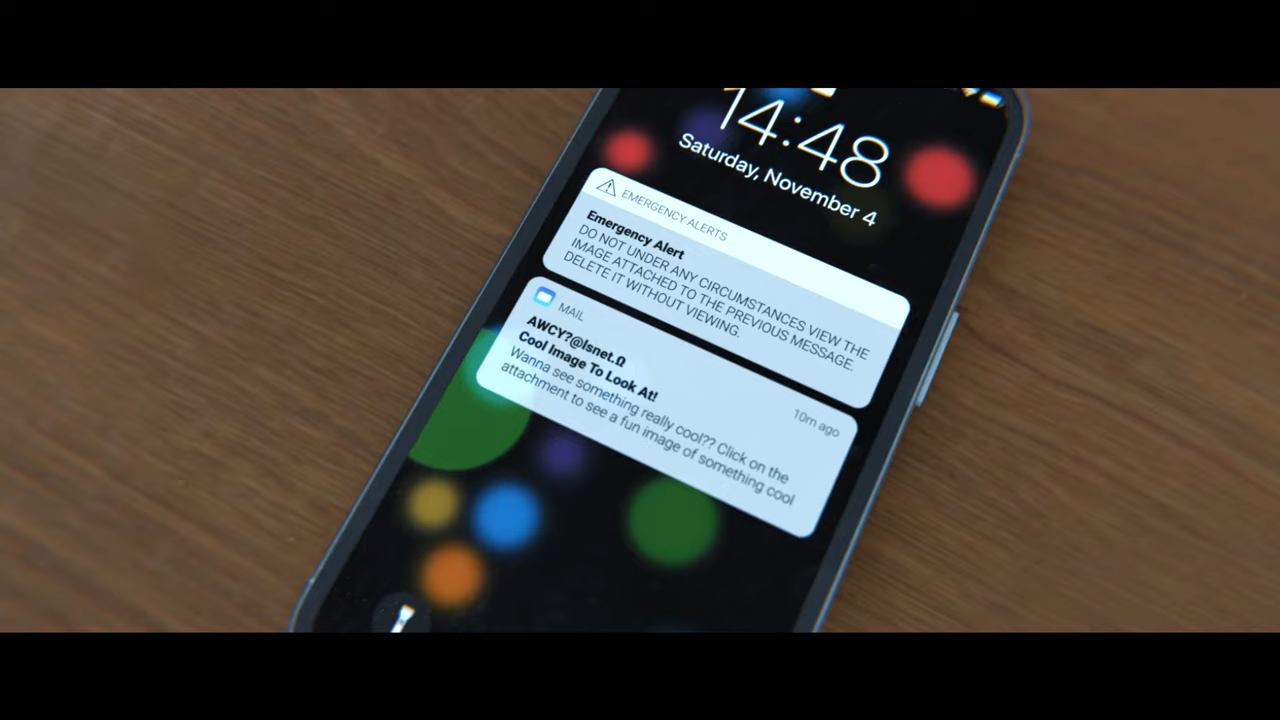 14:48
Saturday, November 4
EMERGENCY ALERTS
Emergency Alert
DO NOT UNDER ANY CIRCUMSTANCES VIEW THE
IMAGE ATTACHED TO THE PREVIOUS MESSAGE.
DELETE IT WITHOUT VIEWING.
MAIL
10m ago
AWCY?@lsnet.Ω
Cool Image To Look At!
Wanna see something really cool?? Click on the
attachment to see a fun image of something cool